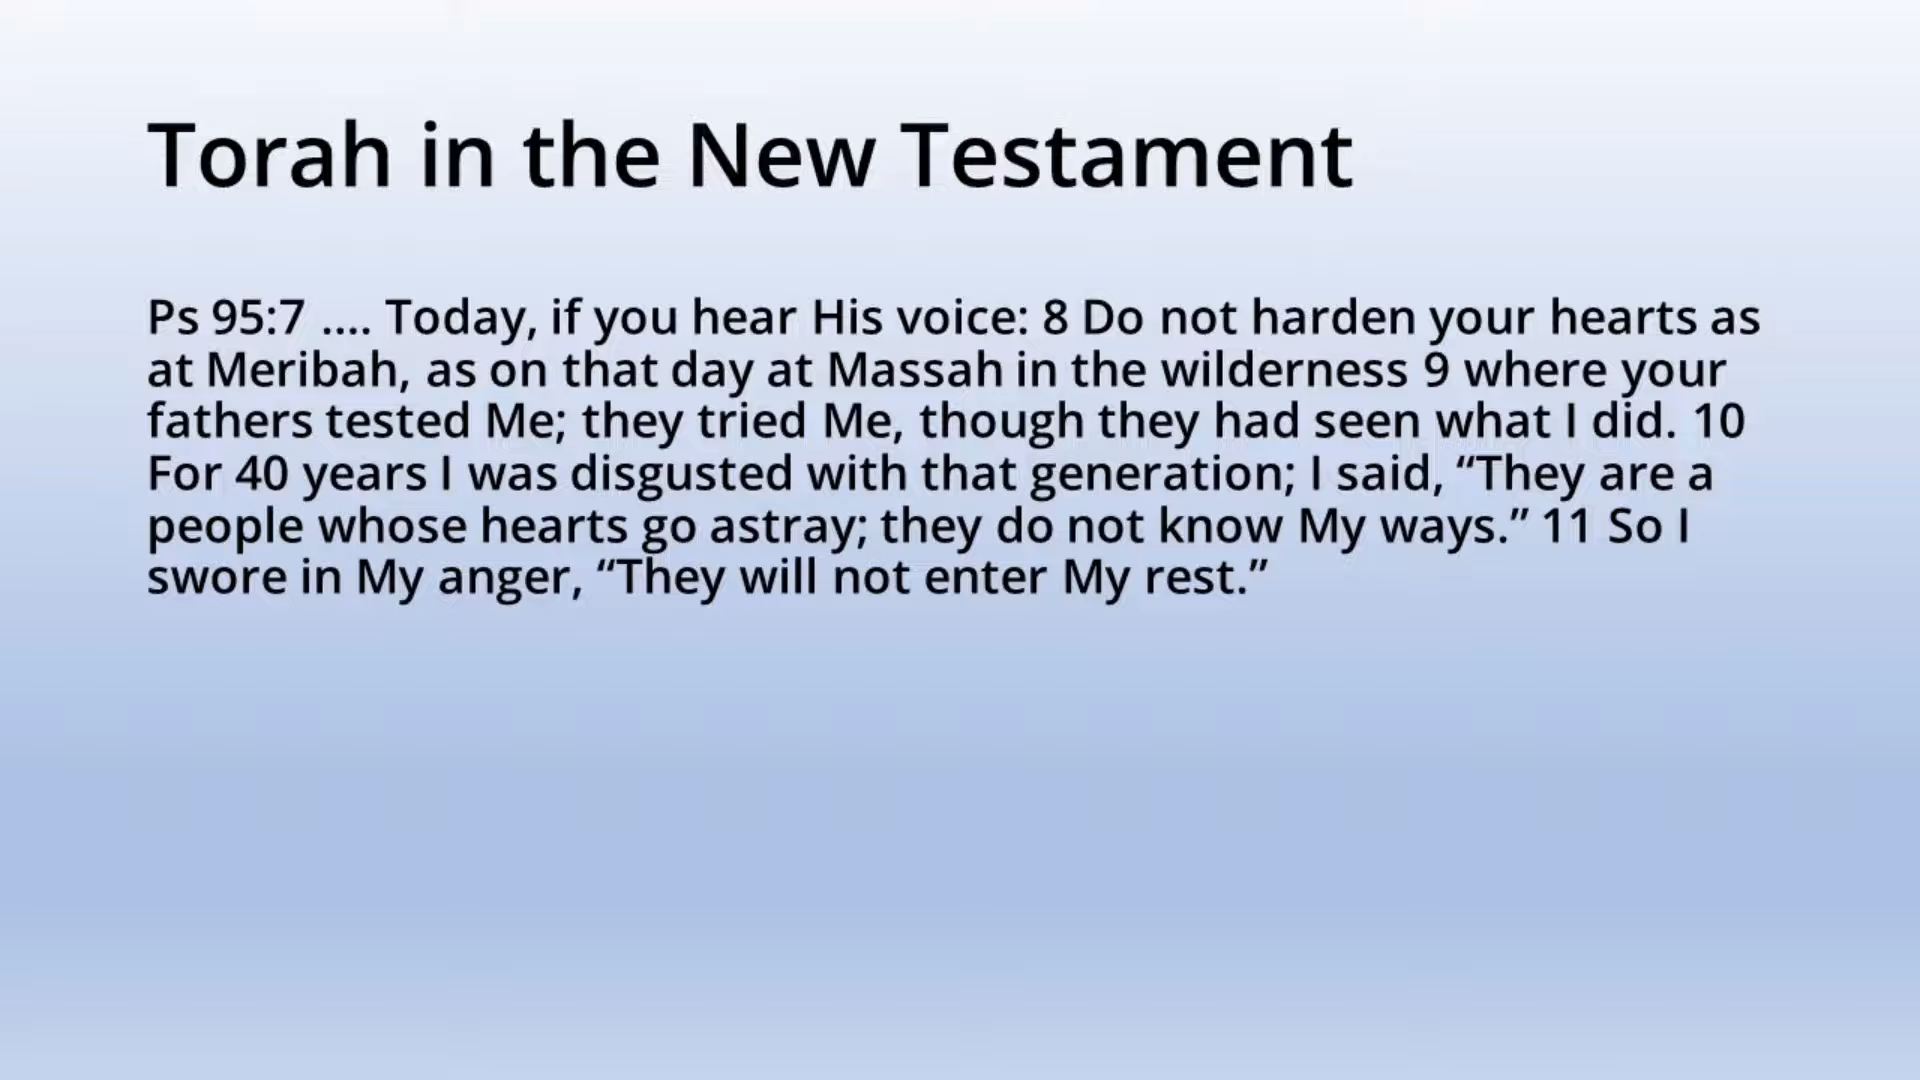 Torah in the New Testament
Ps 95:7 .... Today, if you hear His voice: 8 Do not harden your hearts as
at Meribah, as on that day at Massah in the wilderness 9 where your
fathers tested Me; they tried Me, though they had seen what I did. 10
For 40 years I was disgusted with that generation; I said, “They are a
people whose hearts go astray; they do not know My ways.” 11 So I
swore in My anger, “They will not enter My rest.”